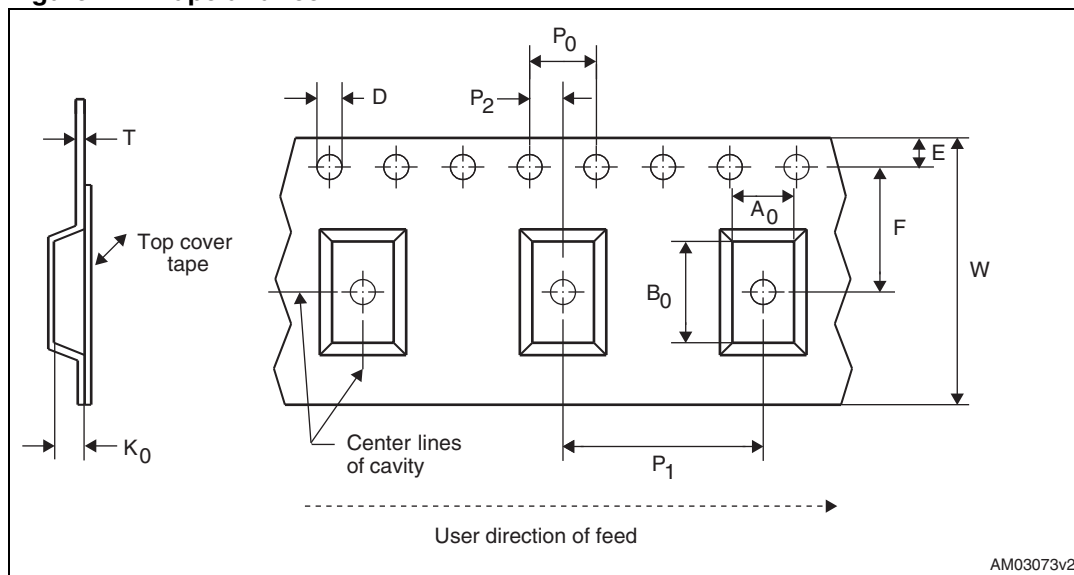 P0
P2
D
T
E
A0
F
Top cover
tape
W
B0
K0
Center lines
of cavity
P1
User direction of feed
AM03073v2